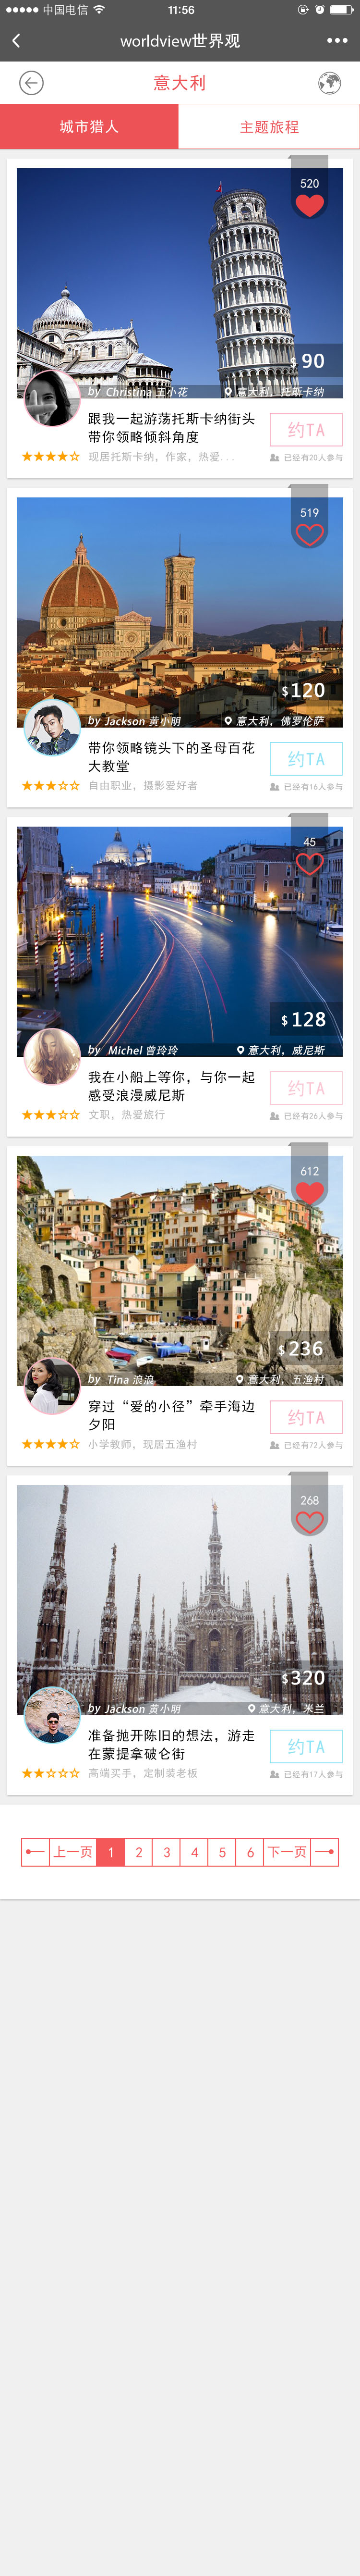 中国电信
11:56
worldview世界观
意大利
城市猎人
主题旅程
520
$ 90
by Christina 王小花
意大利，托斯卡纳
跟我一起游荡托斯卡纳街头
带你领略倾斜角度
约TA
现居托斯卡纳，作家，热爱...
已经有20人参与
519
$120
by Jackson 黄小明
意大利，佛罗伦萨
带你领略镜头下的圣母百花
大教堂
约TA
自由职业，摄影爱好者
已经有16人参与
45
$128
by Michel 曾玲玲
意大利，威尼斯
我在小船上等你，与你一起
感受浪漫威尼斯
约TA
文职，热爱旅行
已经有26人参与
612
$236
by Tina 浪浪
意大利，五渔村
穿过“爱的小径”牵手海边
夕阳
约TA
小学教师，现居五渔村
已经有72人参与
268
$320
by Jackson 黄小明
意大利，米兰
准备抛开陈旧的想法，游走
在蒙提拿破仑街
约TA
高端买手，定制装老板
已经有17人参与
上一页 1 2 3 4 5 6 下一页